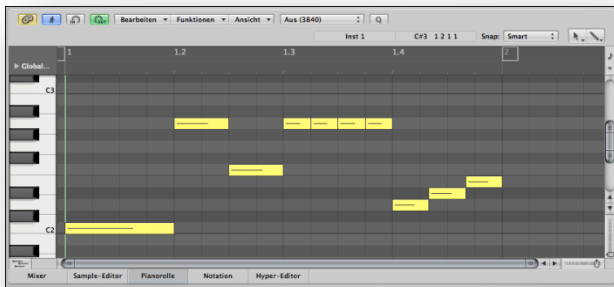 Bearbeiten Funktionen Ansicht Aus (3840) Q
Inst 1 C#3 1 2 1 1 Snap: Smart
1 1.2 1.3 1.4 2
Global...
C3
C2
Mixer Sample-Editor Pianorolle Notation Hyper-Editor